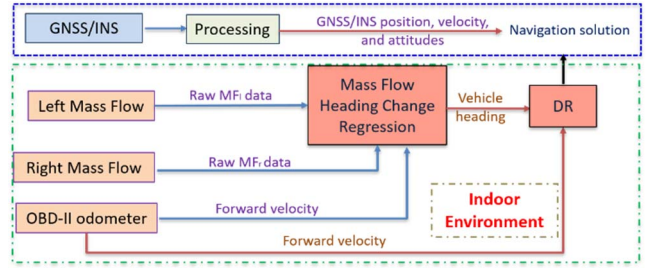 GNSS/INS
Processing
GNSS/INS position, velocity,
and attitudes
Navigation solution
Left Mass Flow
Raw MFₗ data
Mass Flow
Heading Change
Regression
Vehicle
heading
DR
Right Mass Flow
Raw MFᵣ data
OBD-II odometer
Forward velocity
Forward velocity
Indoor
Environment